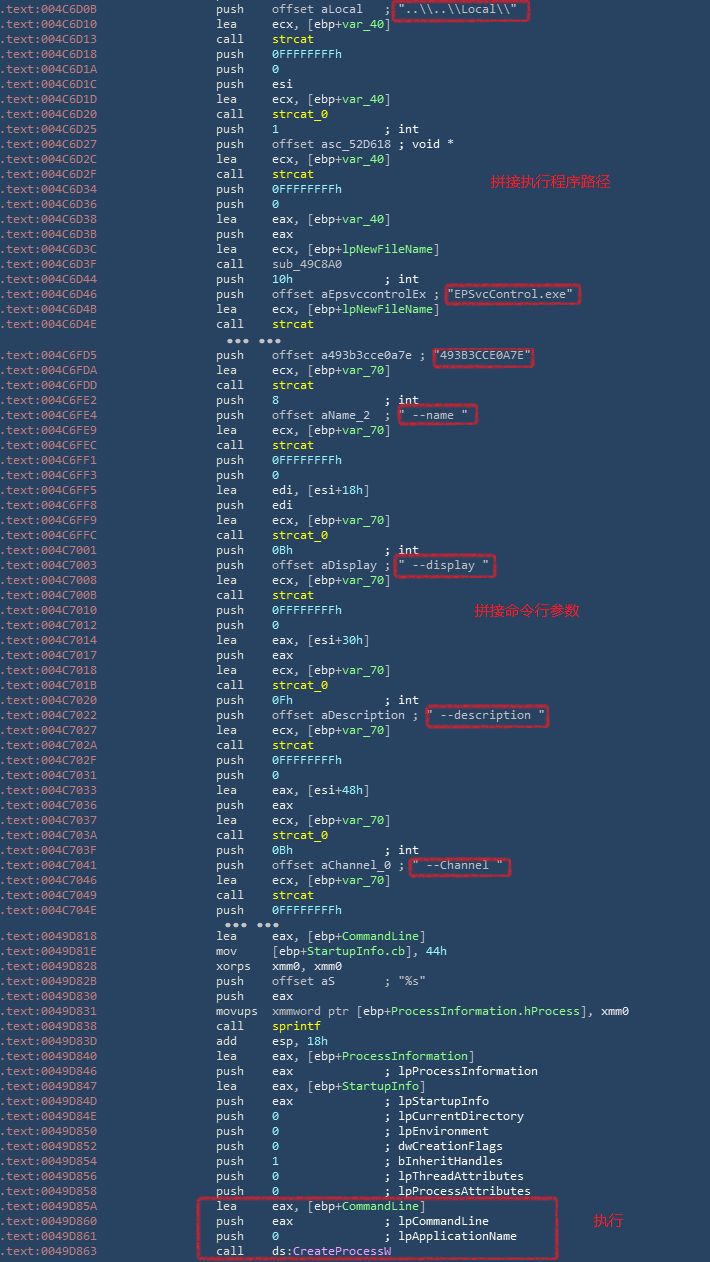 .text:004C6D0B push offset aLocal ; "..\\..\\Local\\"
.text:004C6D10 lea ecx, [ebp+var_40]
.text:004C6D13 call strcat
.text:004C6D18 push 0FFFFFFFFh
.text:004C6D1A push 0
.text:004C6D1C push esi
.text:004C6D1D lea ecx, [ebp+var_40]
.text:004C6D20 call strcat_0
.text:004C6D25 push 1 ; int
.text:004C6D27 push offset asc_52D618 ; void *
.text:004C6D2C lea ecx, [ebp+var_40]
.text:004C6D2F call strcat
拼接执行程序路径
.text:004C6D34 push 0FFFFFFFFh
.text:004C6D36 push 0
.text:004C6D38 lea eax, [ebp+var_40]
.text:004C6D3B push eax
.text:004C6D3C lea ecx, [ebp+lpNewFileName]
.text:004C6D3F call sub_49C8A0
.text:004C6D44 push 10h ; int
.text:004C6D46 push offset aEpsvccontrolEx ; "EPSvcControl.exe"
.text:004C6D4B lea ecx, [ebp+lpNewFileName]
.text:004C6D4E call strcat
... ...
.text:004C6FD5 push offset a493b3cce0a7e ; "493B3CCE0A7E"
.text:004C6FDA lea ecx, [ebp+var_70]
.text:004C6FDD call strcat
.text:004C6FE2 push 8 ; int
.text:004C6FE4 push offset aName_2 ; " --name "
.text:004C6FE9 lea ecx, [ebp+var_70]
.text:004C6FEC call strcat
.text:004C6FF1 push 0FFFFFFFFh
.text:004C6FF3 push 0
.text:004C6FF5 lea edi, [esi+18h]
.text:004C6FF8 push edi
.text:004C6FF9 lea ecx, [ebp+var_70]
.text:004C6FFC call strcat_0
.text:004C7001 push 0Bh ; int
.text:004C7003 push offset aDisplay ; " --display "
.text:004C7008 lea ecx, [ebp+var_70]
.text:004C700B call strcat
.text:004C7010 push 0FFFFFFFFh
拼接命令行参数
.text:004C7012 push 0
.text:004C7014 lea eax, [esi+30h]
.text:004C7017 push eax
.text:004C7018 lea ecx, [ebp+var_70]
.text:004C701B call strcat_0
.text:004C7020 push 0Fh ; int
.text:004C7022 push offset aDescription ; " --description "
.text:004C7027 lea ecx, [ebp+var_70]
.text:004C702A call strcat
.text:004C702F push 0FFFFFFFFh
.text:004C7031 push 0
.text:004C7033 lea eax, [esi+48h]
.text:004C7036 push eax
.text:004C7037 lea ecx, [ebp+var_70]
.text:004C703A call strcat_0
.text:004C703F push 0Bh ; int
.text:004C7041 push offset aChannel_0 ; " --Channel "
.text:004C7046 lea ecx, [ebp+var_70]
.text:004C7049 call strcat
.text:004C704E push 0FFFFFFFFh
... ...
.text:0049D818 lea eax, [ebp+CommandLine]
.text:0049D81E mov [ebp+StartupInfo.cb], 44h
.text:0049D828 xorps xmm0, xmm0
.text:0049D82B push offset aS ; "%s"
.text:0049D830 push eax
.text:0049D831 movups xmmword ptr [ebp+ProcessInformation.hProcess], xmm0
.text:0049D838 call sprintf
.text:0049D83D add esp, 18h
.text:0049D840 lea eax, [ebp+ProcessInformation]
.text:0049D846 push eax ; lpProcessInformation
.text:0049D847 lea eax, [ebp+StartupInfo]
.text:0049D84D push eax ; lpStartupInfo
.text:0049D84E push 0 ; lpCurrentDirectory
.text:0049D850 push 0 ; lpEnvironment
.text:0049D852 push 0 ; dwCreationFlags
.text:0049D854 push 1 ; bInheritHandles
.text:0049D856 push 0 ; lpThreadAttributes
.text:0049D858 push 0 ; lpProcessAttributes
.text:0049D85A lea eax, [ebp+CommandLine]
.text:0049D860 push eax ; lpCommandLine
执行
.text:0049D861 push 0 ; lpApplicationName
.text:0049D863 call ds:CreateProcessW